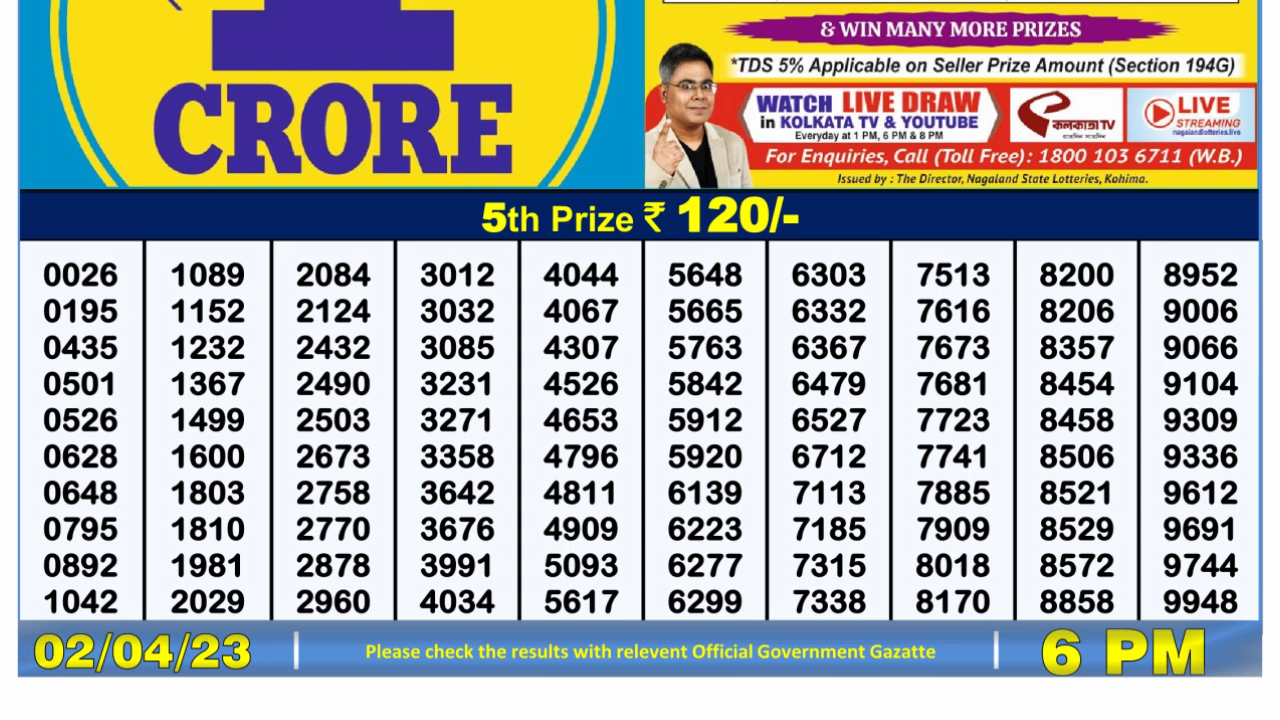 1
CRORE
& WIN MANY MORE PRIZES
*TDS 5% Applicable on Seller Prize Amount (Section 194G)
WATCH LIVE DRAW
in KOLKATA TV & YOUTUBE
Everyday at 1 PM, 6 PM & 8 PM
কলকাতা TV
LIVE
STREAMING
nagalandlotteries.live
For Enquiries, Call (Toll Free): 1800 103 6711 (W.B.)
Issued by : The Director, Nagaland State Lotteries, Kohima.
5th Prize ₹ 120/-
0026 1089 2084 3012 4044 5648 6303 7513 8200 8952
0195 1152 2124 3032 4067 5665 6332 7616 8206 9006
0435 1232 2432 3085 4307 5763 6367 7673 8357 9066
0501 1367 2490 3231 4526 5842 6479 7681 8454 9104
0526 1499 2503 3271 4653 5912 6527 7723 8458 9309
0628 1600 2673 3358 4796 5920 6712 7741 8506 9336
0648 1803 2758 3642 4811 6139 7113 7885 8521 9612
0795 1810 2770 3676 4909 6223 7185 7909 8529 9691
0892 1981 2878 3991 5093 6277 7315 8018 8572 9744
1042 2029 2960 4034 5617 6299 7338 8170 8858 9948
02/04/23 | Please check the results with relevent Official Government Gazatte | 6 PM